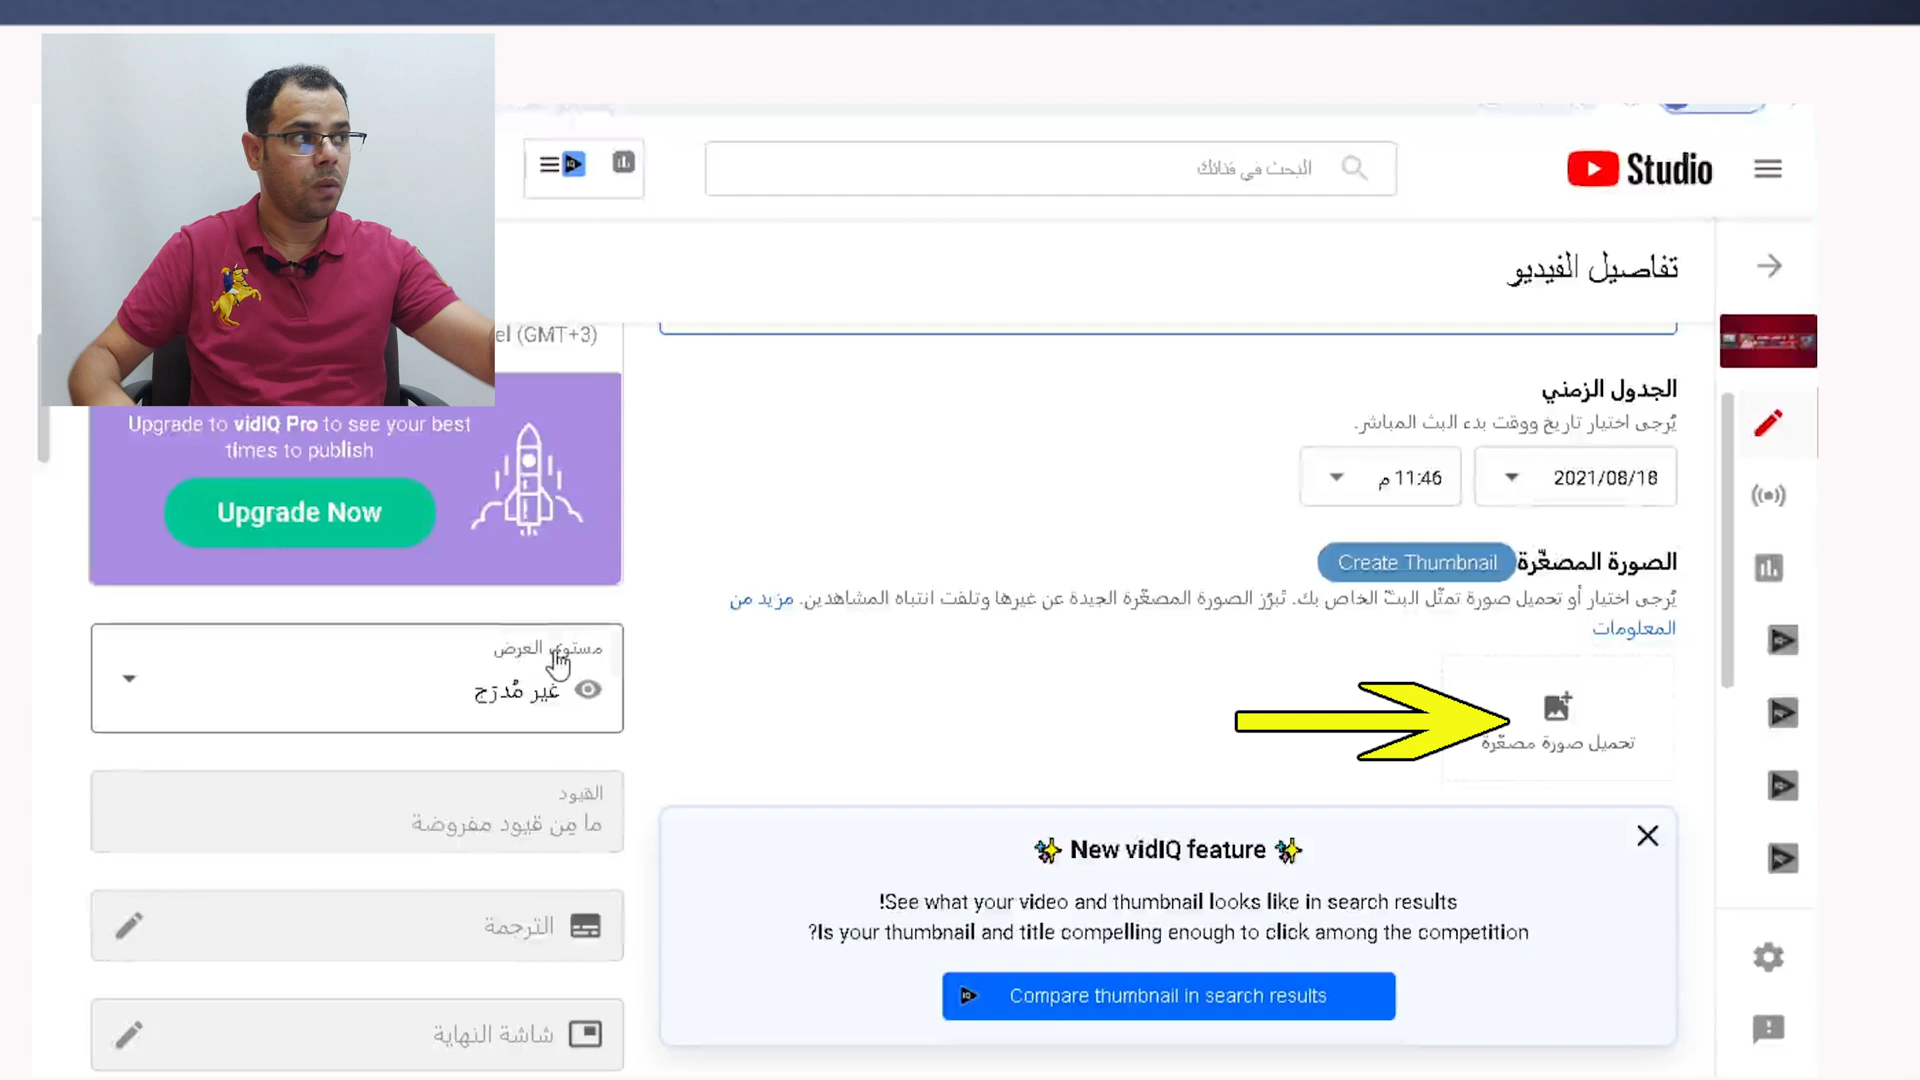 Studio
البحث في قناتك
تفاصيل الفيديو
الجدول الزمني
يُرجى اختيار تاريخ ووقت بدء البث المباشر.
2021/08/18
11:46 م
الصورة المصغّرة
Create Thumbnail
يُرجى اختيار أو تحميل صورة تمثّل البثّ الخاص بك. تبرُز الصورة المصغّرة الجيدة عن غيرها وتلفت انتباه المشاهدين. مزيد من
المعلومات
تحميل صورة مصغّرة
✨ New vidIQ feature ✨
!See what your video and thumbnail looks like in search results
?Is your thumbnail and title compelling enough to click among the competition
Compare thumbnail in search results
el (GMT+3)
Upgrade to vidIQ Pro to see your best
times to publish
Upgrade Now
مستوى العرض
غير مُدرَج
القيود
ما مِن قيود مفروضة
الترجمة
شاشة النهاية